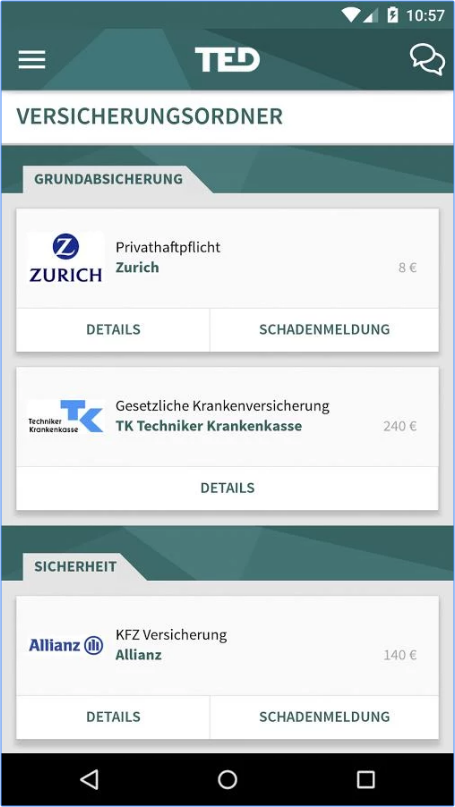 10:57
TED
VERSICHERUNGSORDNER
GRUNDABSICHERUNG
Z
ZURICH
Privathaftpflicht
Zurich
8 €
DETAILS
SCHADENMELDUNG
TK
Techniker
Krankenkasse
Gesetzliche Krankenversicherung
TK Techniker Krankenkasse
240 €
DETAILS
SICHERHEIT
Allianz
KFZ Versicherung
Allianz
140 €
DETAILS
SCHADENMELDUNG